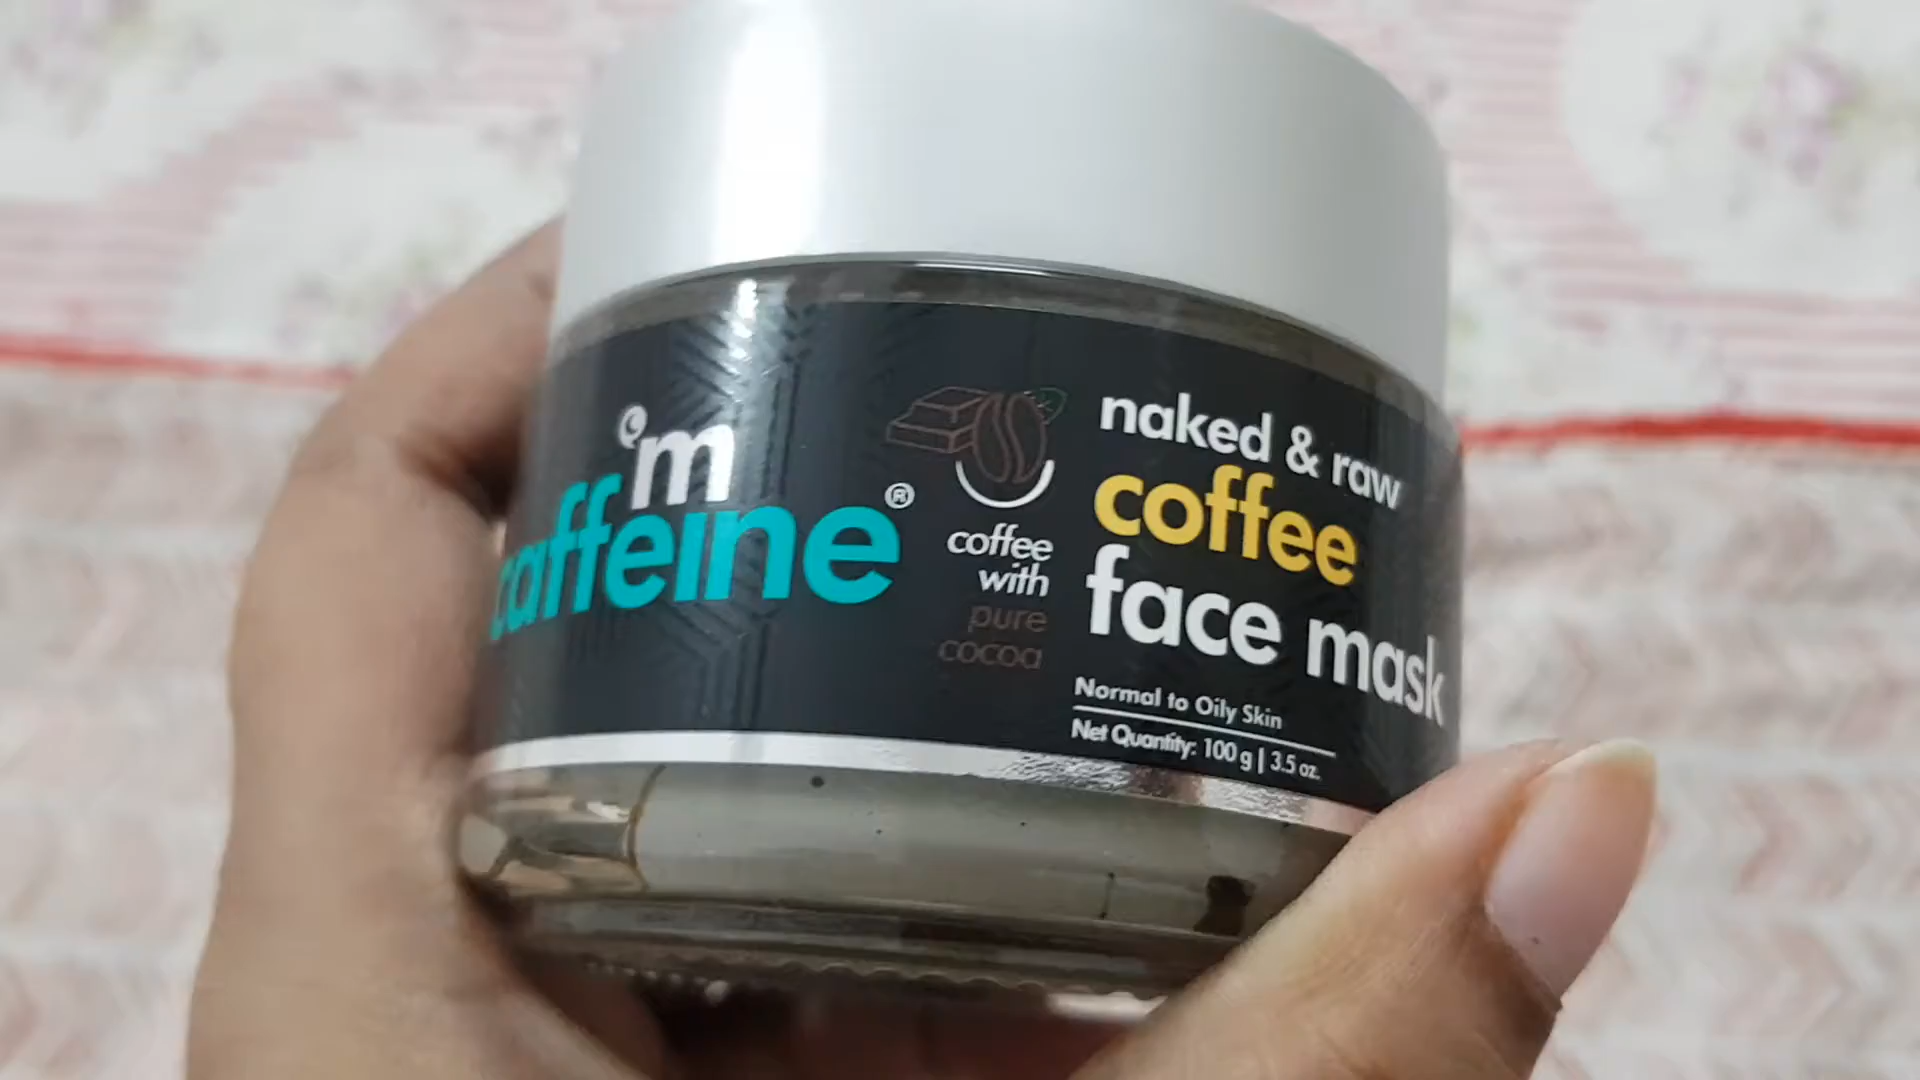 'm
caffeine®
coffee
with
pure
cocoa
naked & raw
coffee
face mask
Normal to Oily Skin
Net Quantity: 100 g | 3.5 oz.